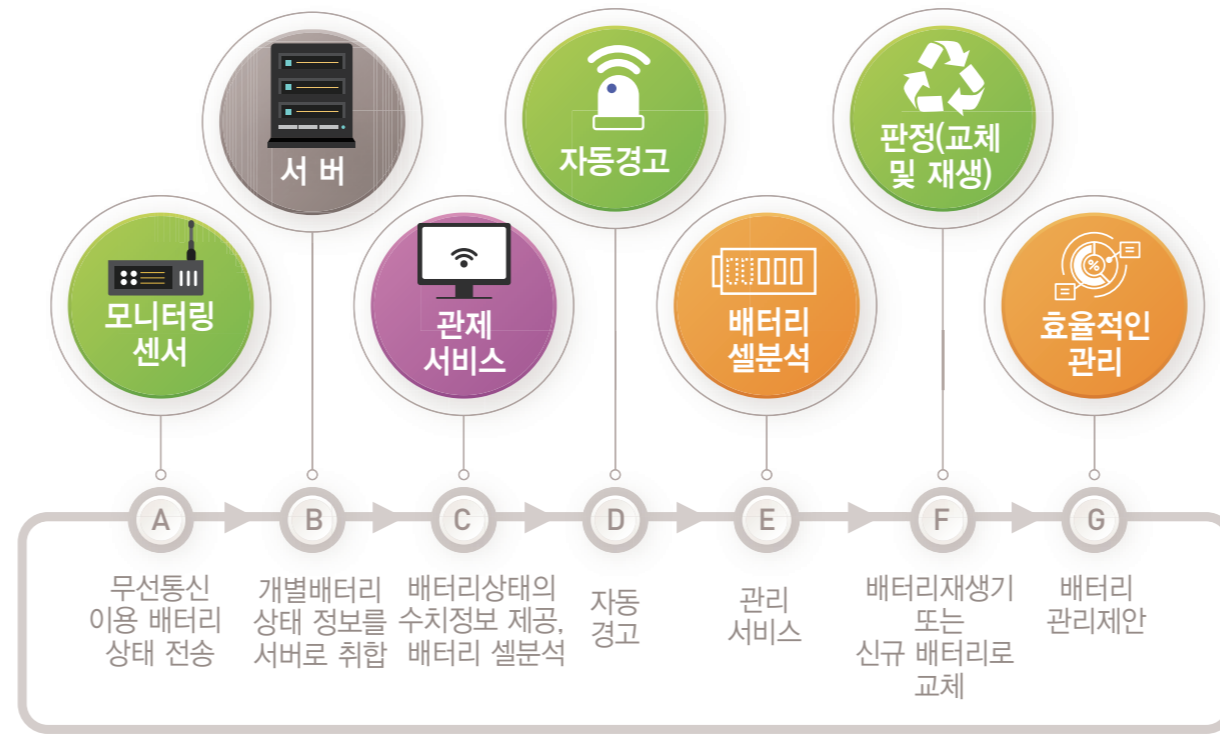 서 버
자동경고
판정(교체
및 재생)
모니터링
센서
관제
서비스
배터리
셀분석
%
효율적인
관리
A
B
C
D
E
F
G
무선통신
이용 배터리
상태 전송
개별배터리
상태 정보를
서버로 취합
배터리상태의
수치정보 제공,
배터리 셀분석
자동
경고
관리
서비스
배터리재생기
또는
신규 배터리로
교체
배터리
관리제안